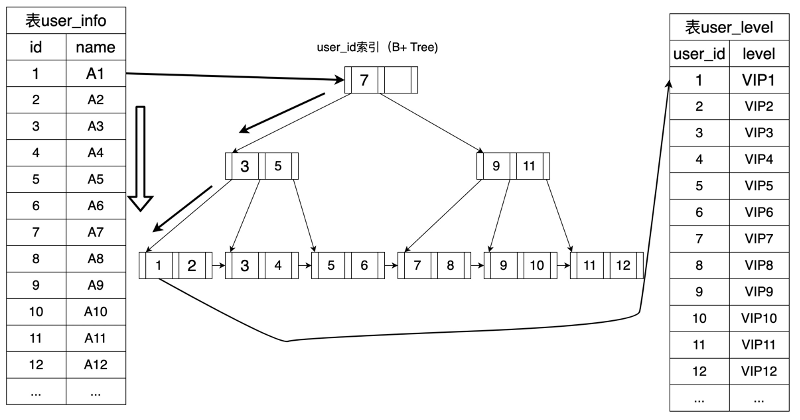 表user_info
id name
1 A1
2 A2
3 A3
4 A4
5 A5
6 A6
7 A7
8 A8
9 A9
10 A10
11 A11
12 A12
... ...
user_id索引（B+ Tree)
7
3 5
9 11
1 2 3 4 5 6 7 8 9 10 11 12
表user_level
user_id level
1 VIP1
2 VIP2
3 VIP3
4 VIP4
5 VIP5
6 VIP6
7 VIP7
8 VIP8
9 VIP9
10 VIP10
11 VIP11
12 VIP12
... ...